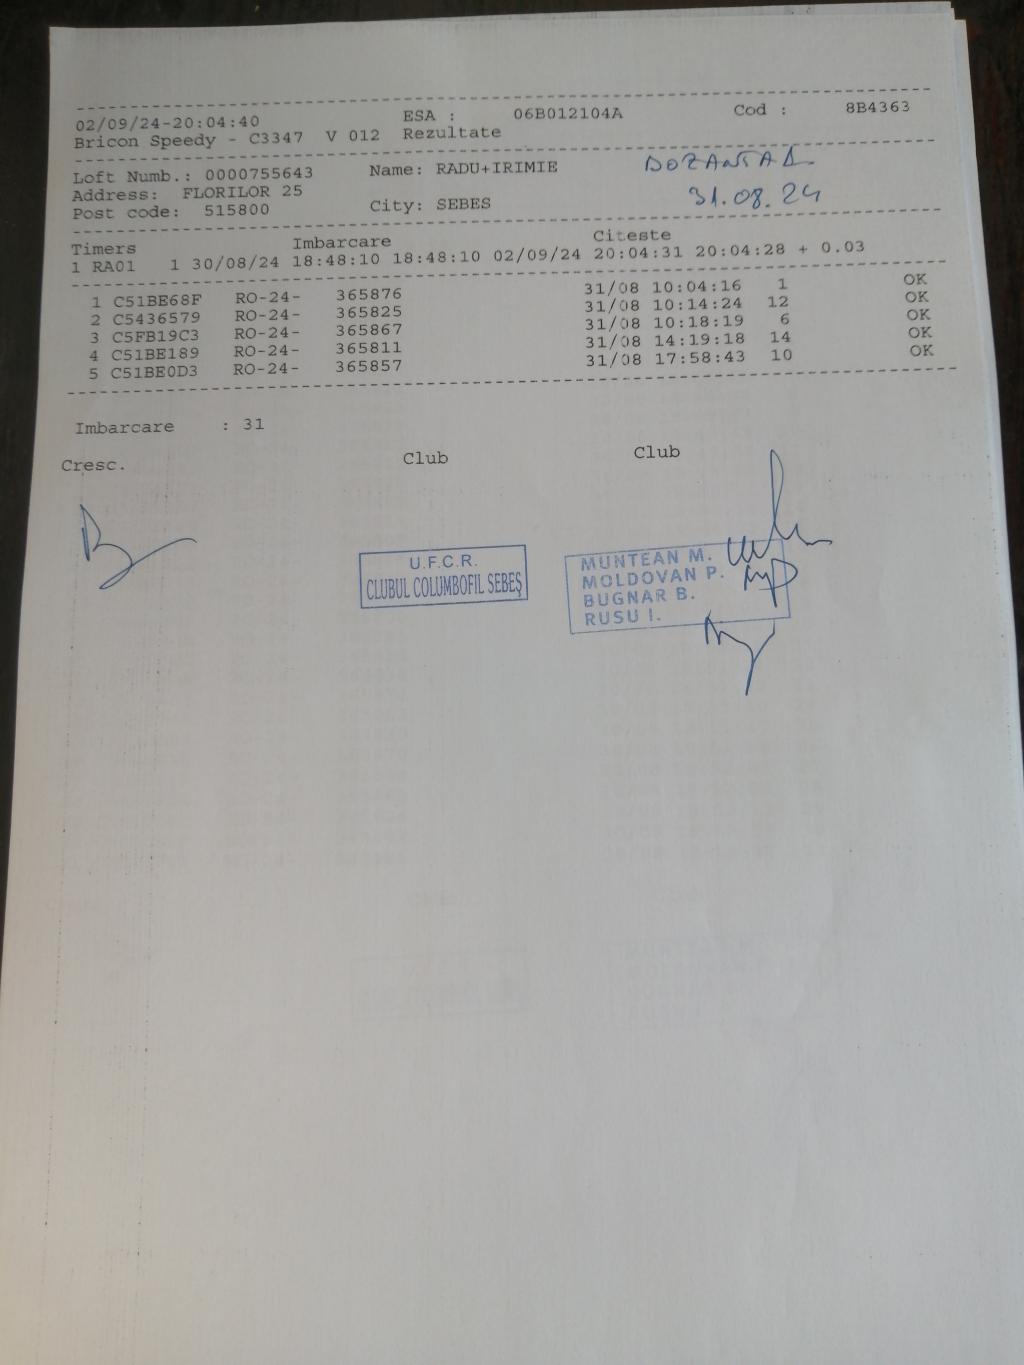 02/09/24-20:04:40 ESA : 06B012104A Cod : 8B4363
Bricon Speedy - C3347 V 012 Rezultate
Loft Numb.: 0000755643 Name: RADU+IRIMIE BOZANTAL
Address: FLORILOR 25 31.08.24
Post code: 515800 City: SEBES
Timers Imbarcare Citeste
1 RA01 1 30/08/24 18:48:10 18:48:10 02/09/24 20:04:31 20:04:28 + 0.03
1 C51BE68F RO-24- 365876 31/08 10:04:16 1 OK
2 C5436579 RO-24- 365825 31/08 10:14:24 12 OK
3 C5FB19C3 RO-24- 365867 31/08 10:18:19 6 OK
4 C51BE189 RO-24- 365811 31/08 14:19:18 14 OK
5 C51BE0D3 RO-24- 365857 31/08 17:58:43 10 OK
Imbarcare : 31
Cresc. Club Club
U.F.C.R.
CLUBUL COLUMBOFIL SEBEȘ
MUNTEAN M.
MOLDOVAN P.
BUGNAR B.
RUSU I.